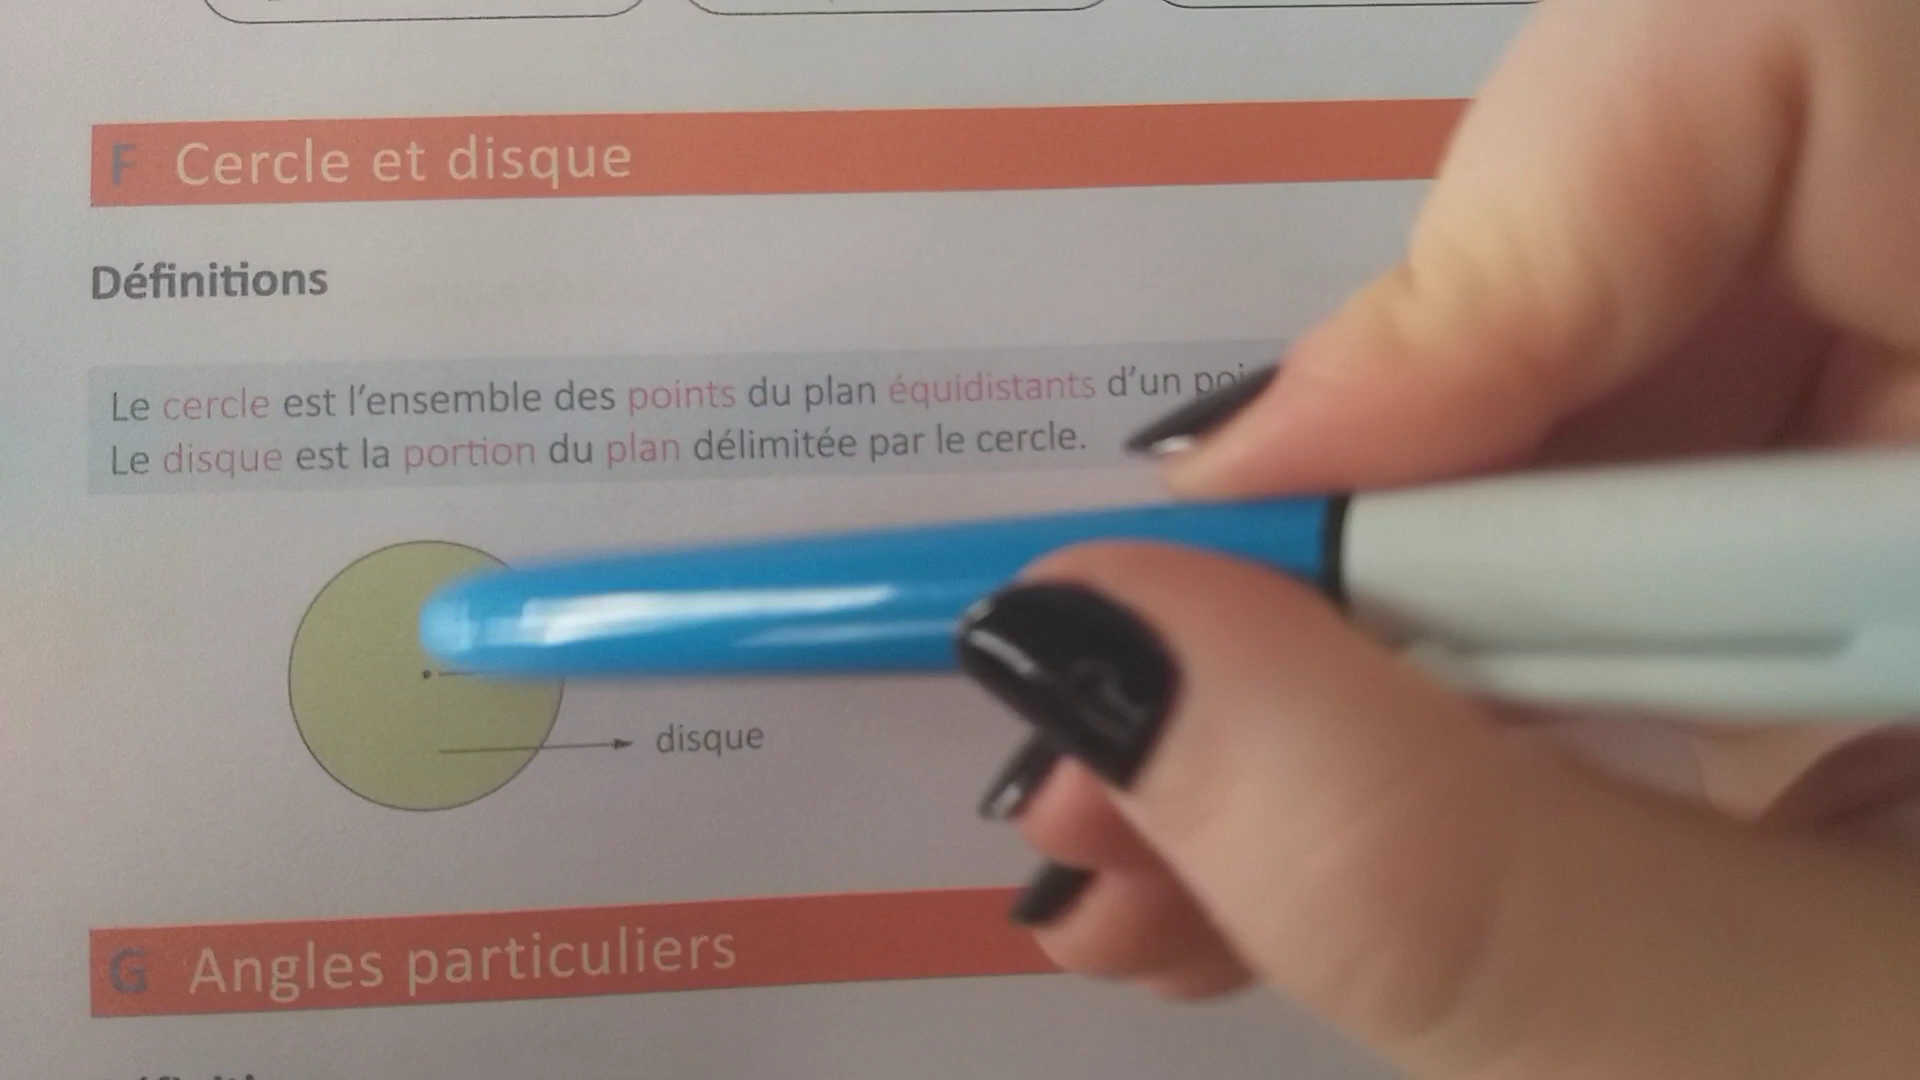 F Cercle et disque
Définitions
Le cercle est l'ensemble des points du plan équidistants d'un
Le disque est la portion du plan délimitée par le cercle.
disque
G Angles particuliers